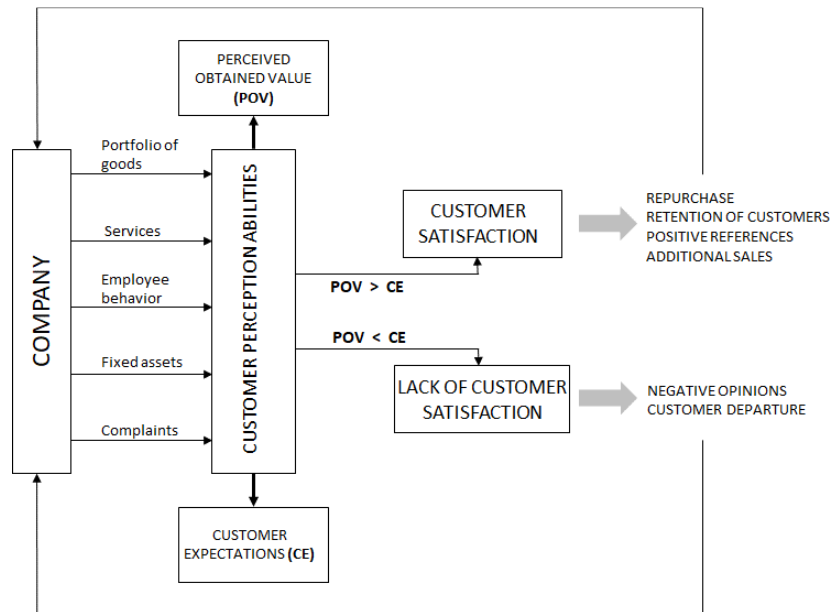 PERCEIVED
OBTAINED VALUE
(POV)
COMPANY
Portfolio of
goods
Services
Employee
behavior
Fixed assets
Complaints
CUSTOMER PERCEPTION ABILITIES
CUSTOMER
EXPECTATIONS (CE)
POV > CE
POV < CE
CUSTOMER
SATISFACTION
LACK OF CUSTOMER
SATISFACTION
REPURCHASE
RETENTION OF CUSTOMERS
POSITIVE REFERENCES
ADDITIONAL SALES
NEGATIVE OPINIONS
CUSTOMER DEPARTURE